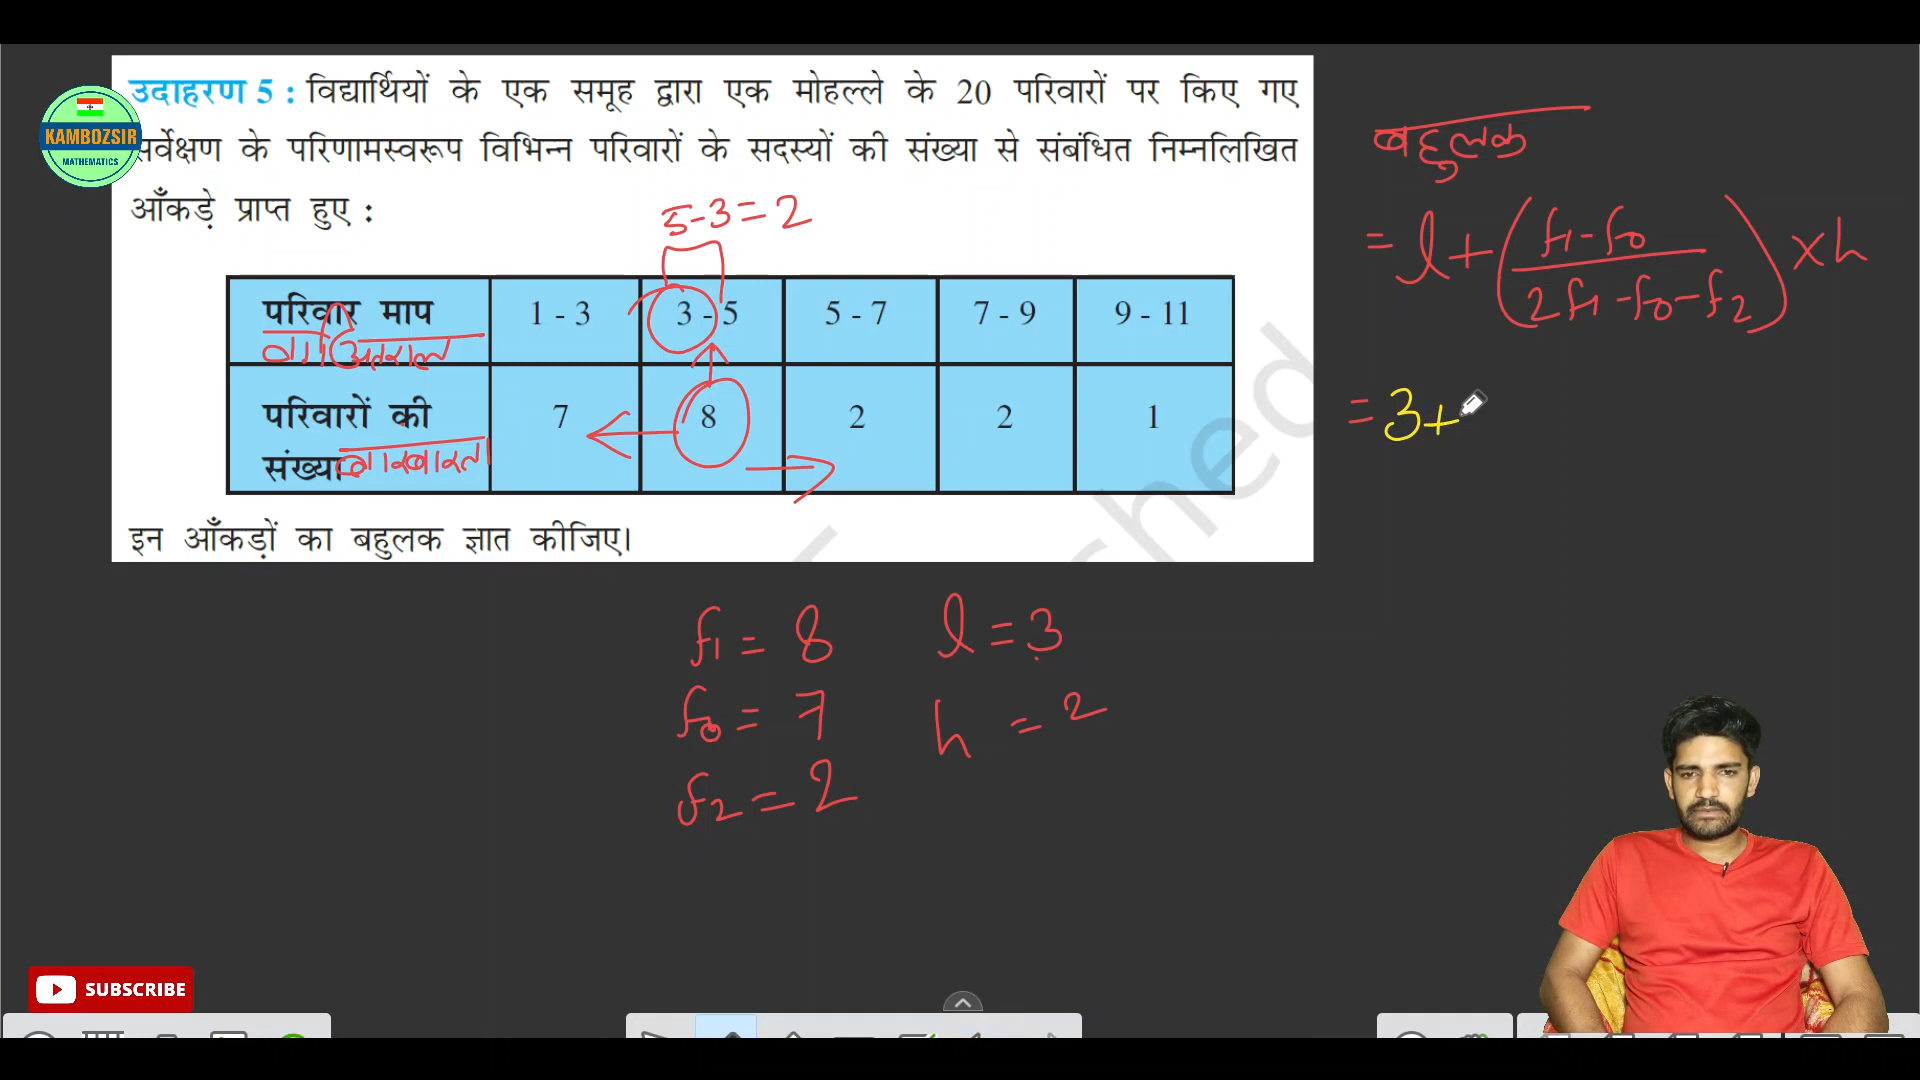 उदाहरण 5 : विद्यार्थियों के एक समूह द्वारा एक मोहल्ले के 20 परिवारों पर किए गए
सर्वेक्षण के परिणामस्वरूप विभिन्न परिवारों के सदस्यों की संख्या से संबंधित निम्नलिखित
आँकड़े प्राप्त हुए :
KAMBOZSIR
MATHEMATICS
5-3=2
परिवार माप 1 - 3 3 - 5 5 - 7 7 - 9 9 - 11
परिवारों की 7 8 2 2 1
संख्या
इन आँकड़ों का बहुलक ज्ञात कीजिए।
बहुलक
= l + (f1 - f0 / 2f1 - f0 - f2) × h
= 3+
f1 = 8 l = 3
f0 = 7 h = 2
f2 = 2
SUBSCRIBE